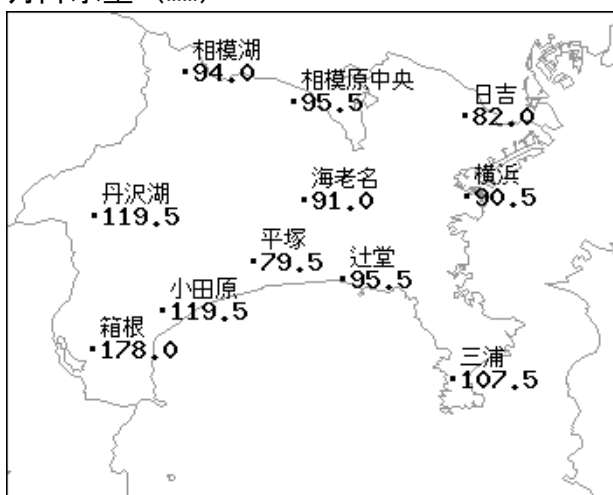 相模湖
94.0
相模原中央
95.5
日吉
82.0
丹沢湖
119.5
海老名
91.0
横浜
90.5
平塚
79.5
辻堂
95.5
小田原
119.5
箱根
178.0
三浦
107.5